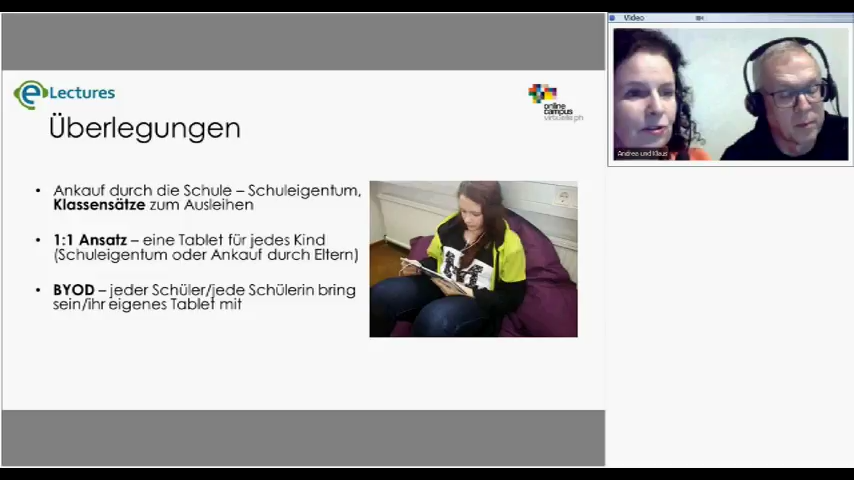 Video
eLectures
online
campus
virtuelle ph
Überlegungen
• Ankauf durch die Schule – Schuleigentum,
Klassensätze zum Ausleihen
• 1:1 Ansatz – eine Tablet für jedes Kind
(Schuleigentum oder Ankauf durch Eltern)
• BYOD – jeder Schüler/jede Schülerin bring
sein/ihr eigenes Tablet mit
Andrea und Klaus